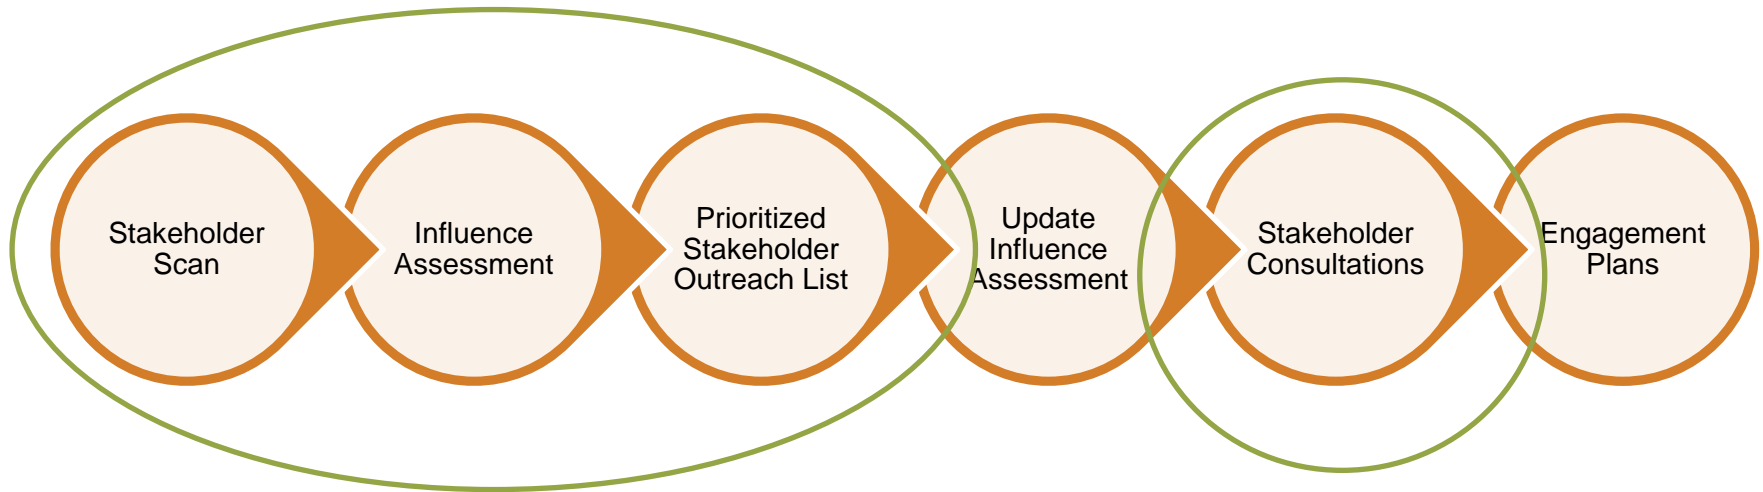 Stakeholder
Scan
Influence
Assessment
Prioritized
Stakeholder
Outreach List
Update
Influence
Assessment
Stakeholder
Consultations
Engagement
Plans